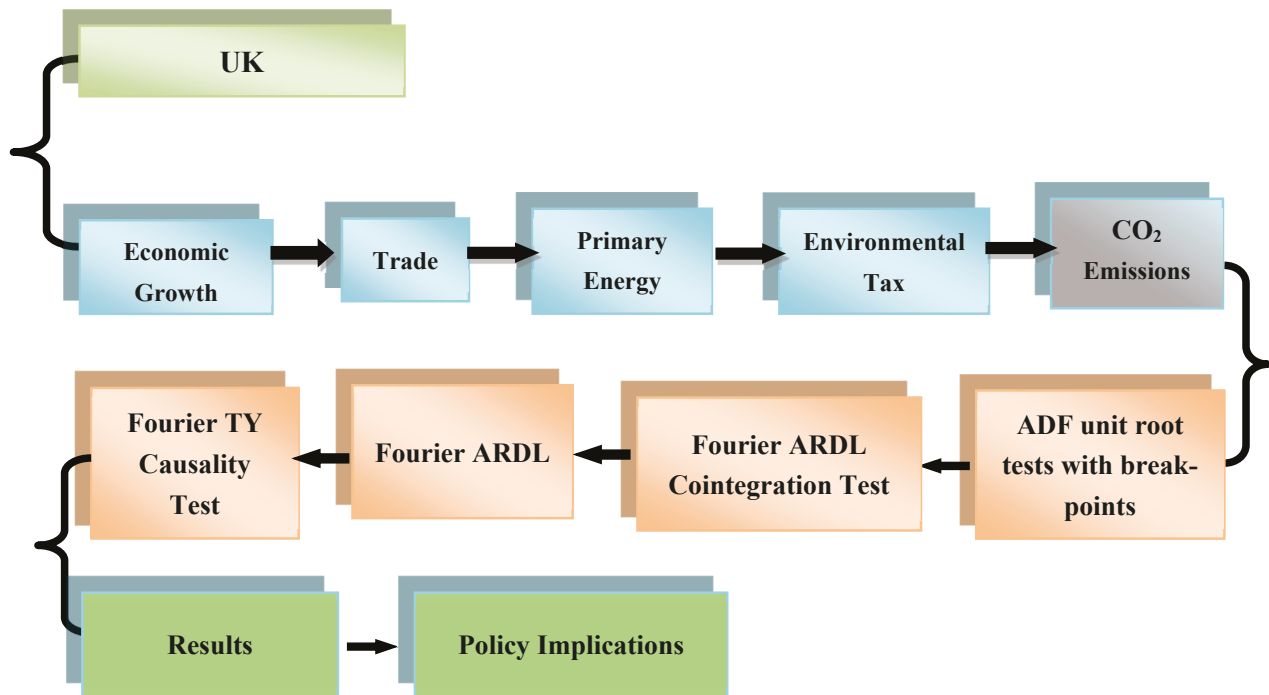 UK
Economic
Growth
Trade
Primary
Energy
Environmental
Tax
CO₂
Emissions
Fourier TY
Causality
Test
Fourier ARDL
Fourier ARDL
Cointegration Test
ADF unit root
tests with break-
points
Results
Policy Implications